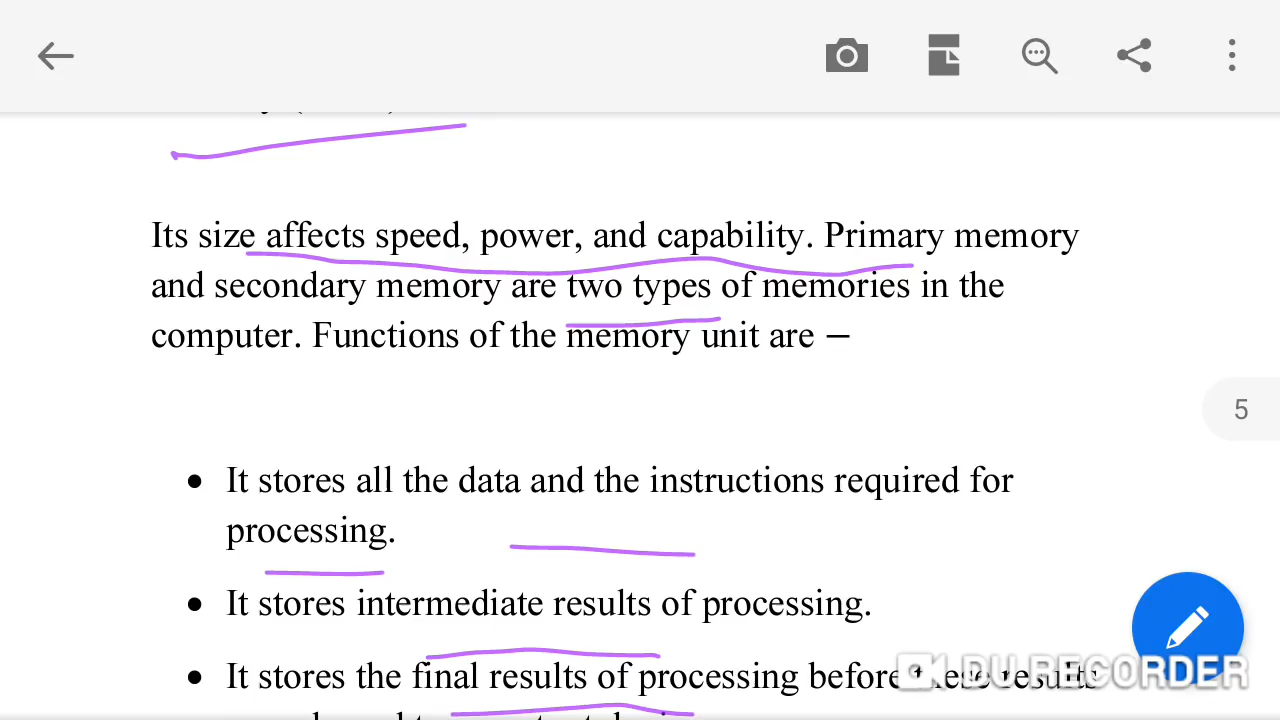 Its size affects speed, power, and capability. Primary memory
and secondary memory are two types of memories in the
computer. Functions of the memory unit are −
5
• It stores all the data and the instructions required for
processing.
• It stores intermediate results of processing.
• It stores the final results of processing before these results
DU RECORDER